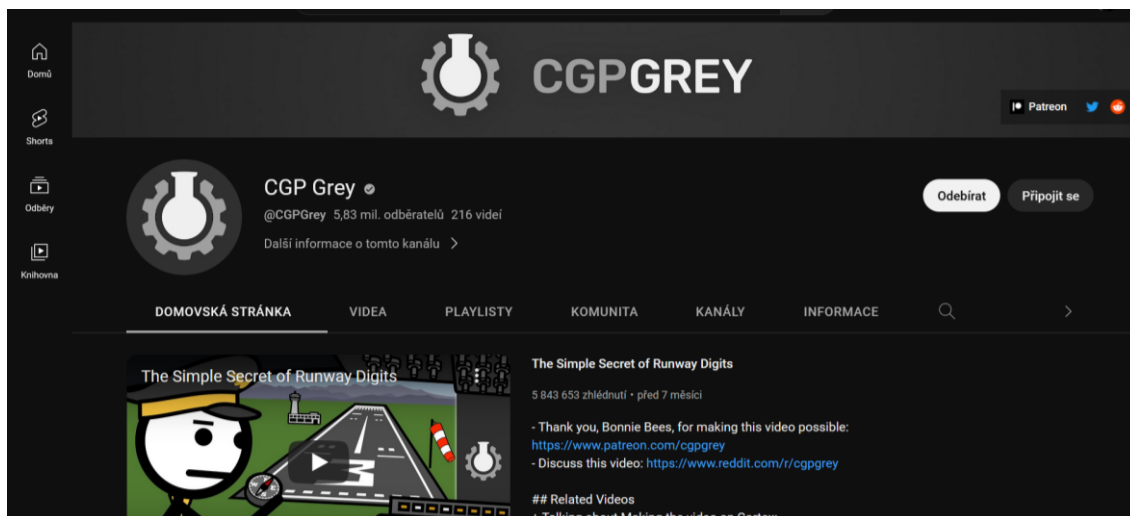 CGPGREY
Patreon
Domů
Shorts
Odběry
Knihovna
CGP Grey
@CGPGrey 5,83 mil. odběratelů 216 videí
Další informace o tomto kanálu
Odebírat
Připojit se
DOMOVSKÁ STRÁNKA VIDEA PLAYLISTY KOMUNITA KANÁLY INFORMACE
The Simple Secret of Runway Digits
The Simple Secret of Runway Digits
5 843 653 zhlédnutí • před 7 měsíci
- Thank you, Bonnie Bees, for making this video possible:
https://www.patreon.com/cgpgrey
- Discuss this video: https://www.reddit.com/r/cgpgrey
## Related Videos